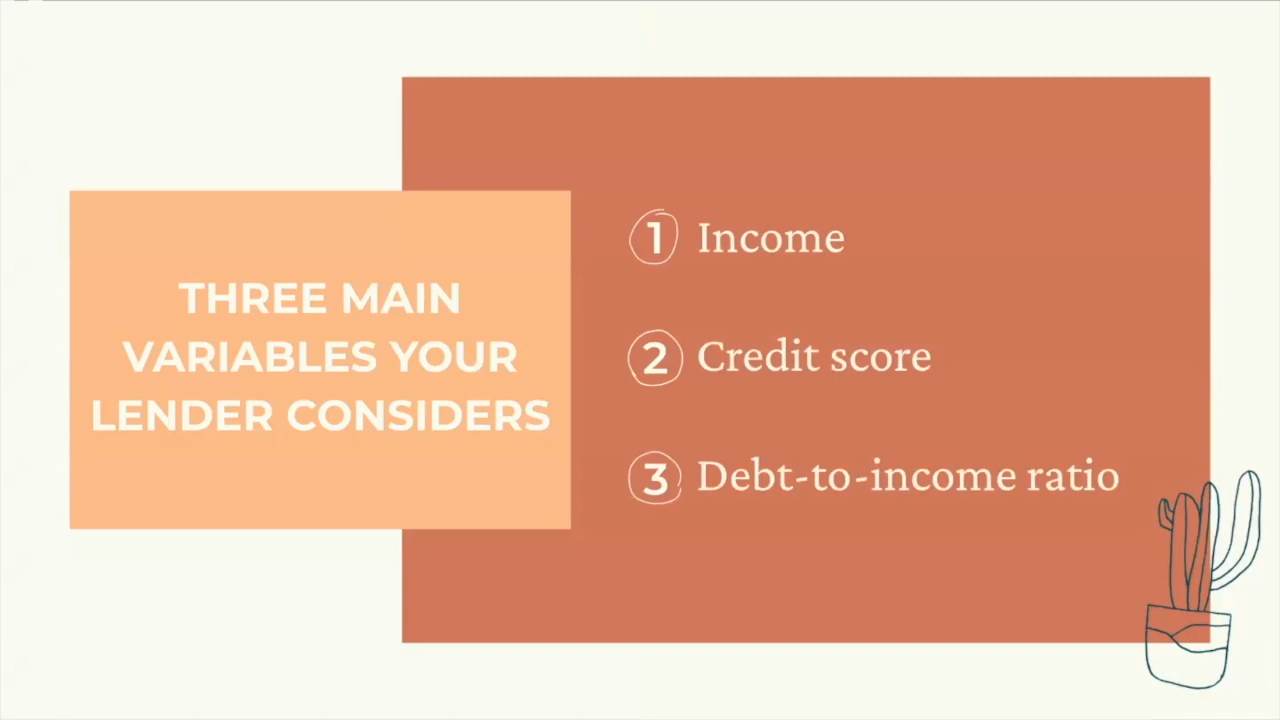 THREE MAIN
VARIABLES YOUR
LENDER CONSIDERS
1 Income
2 Credit score
3 Debt-to-income ratio